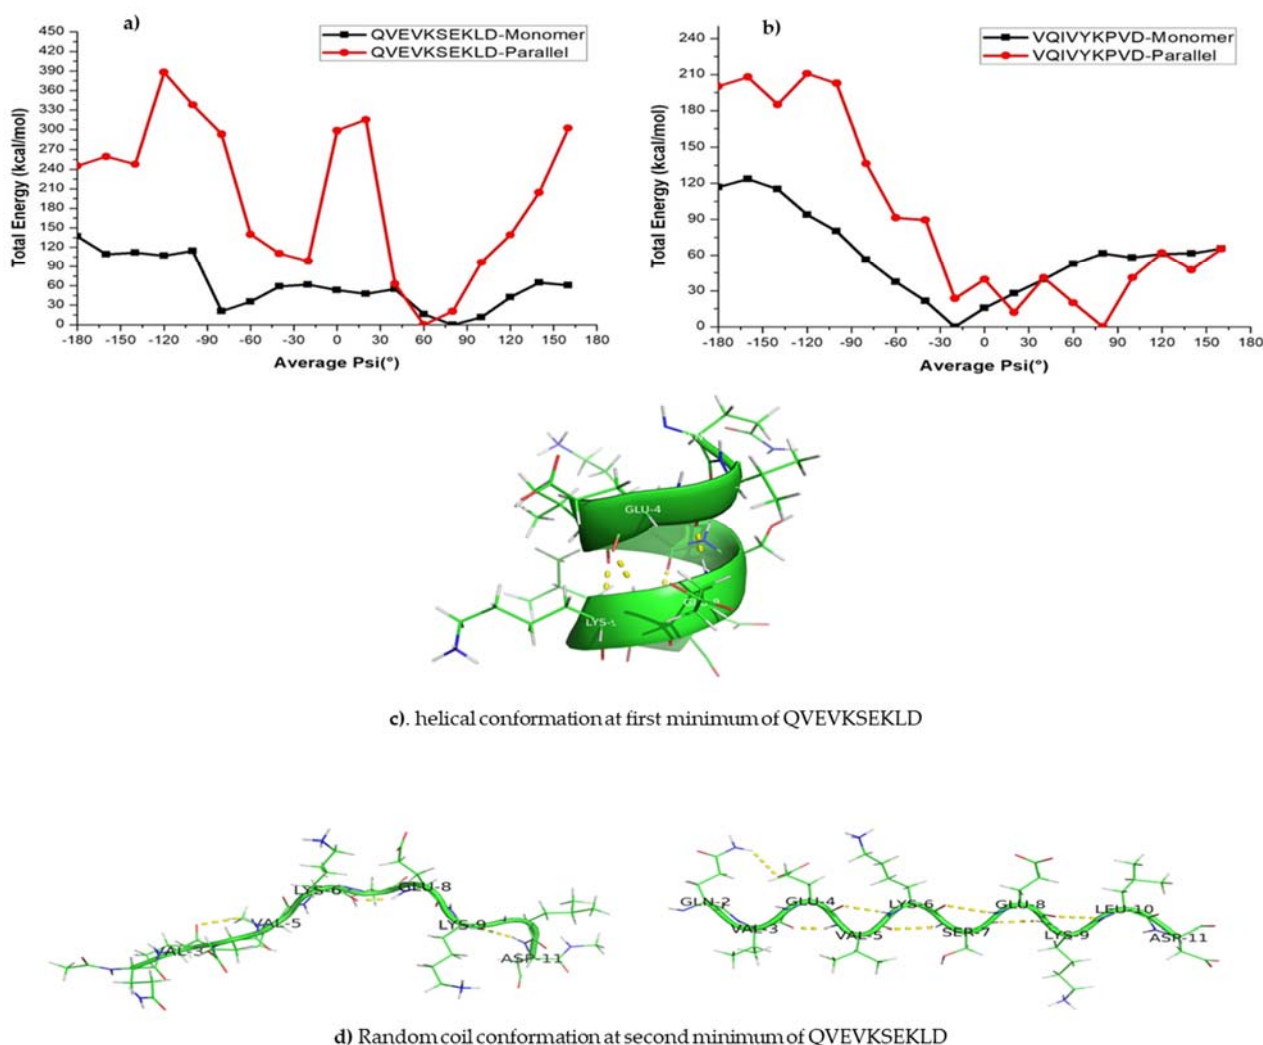 a)
QVEVKSEKLD-Monomer
QVEVKSEKLD-Parallel
450
420
390
360
330
300
270
240
210
180
150
120
90
60
30
0
Total Energy (kcal/mol)
-180 -150 -120 -90 -60 -30 0 30 60 90 120 150 180
Average Psi(°)
b)
VQIVYKPVD-Monomer
VQIVYKPVD-Parallel
240
210
180
150
120
90
60
30
0
Total Energy (kcal/mol)
-180 -150 -120 -90 -60 -30 0 30 60 90 120 150 180
Average Psi(°)
GLU-4
c). helical conformation at first minimum of QVEVKSEKLD
VAL-3
VAL-5
LYS-6
GLU-8
LYS-9
ASP-11
GLN-2
VAL-3
GLU-4
VAL-5
LYS-6
SER-7
GLU-8
LYS-9
LEU-10
ASP-11
d) Random coil conformation at second minimum of QVEVKSEKLD